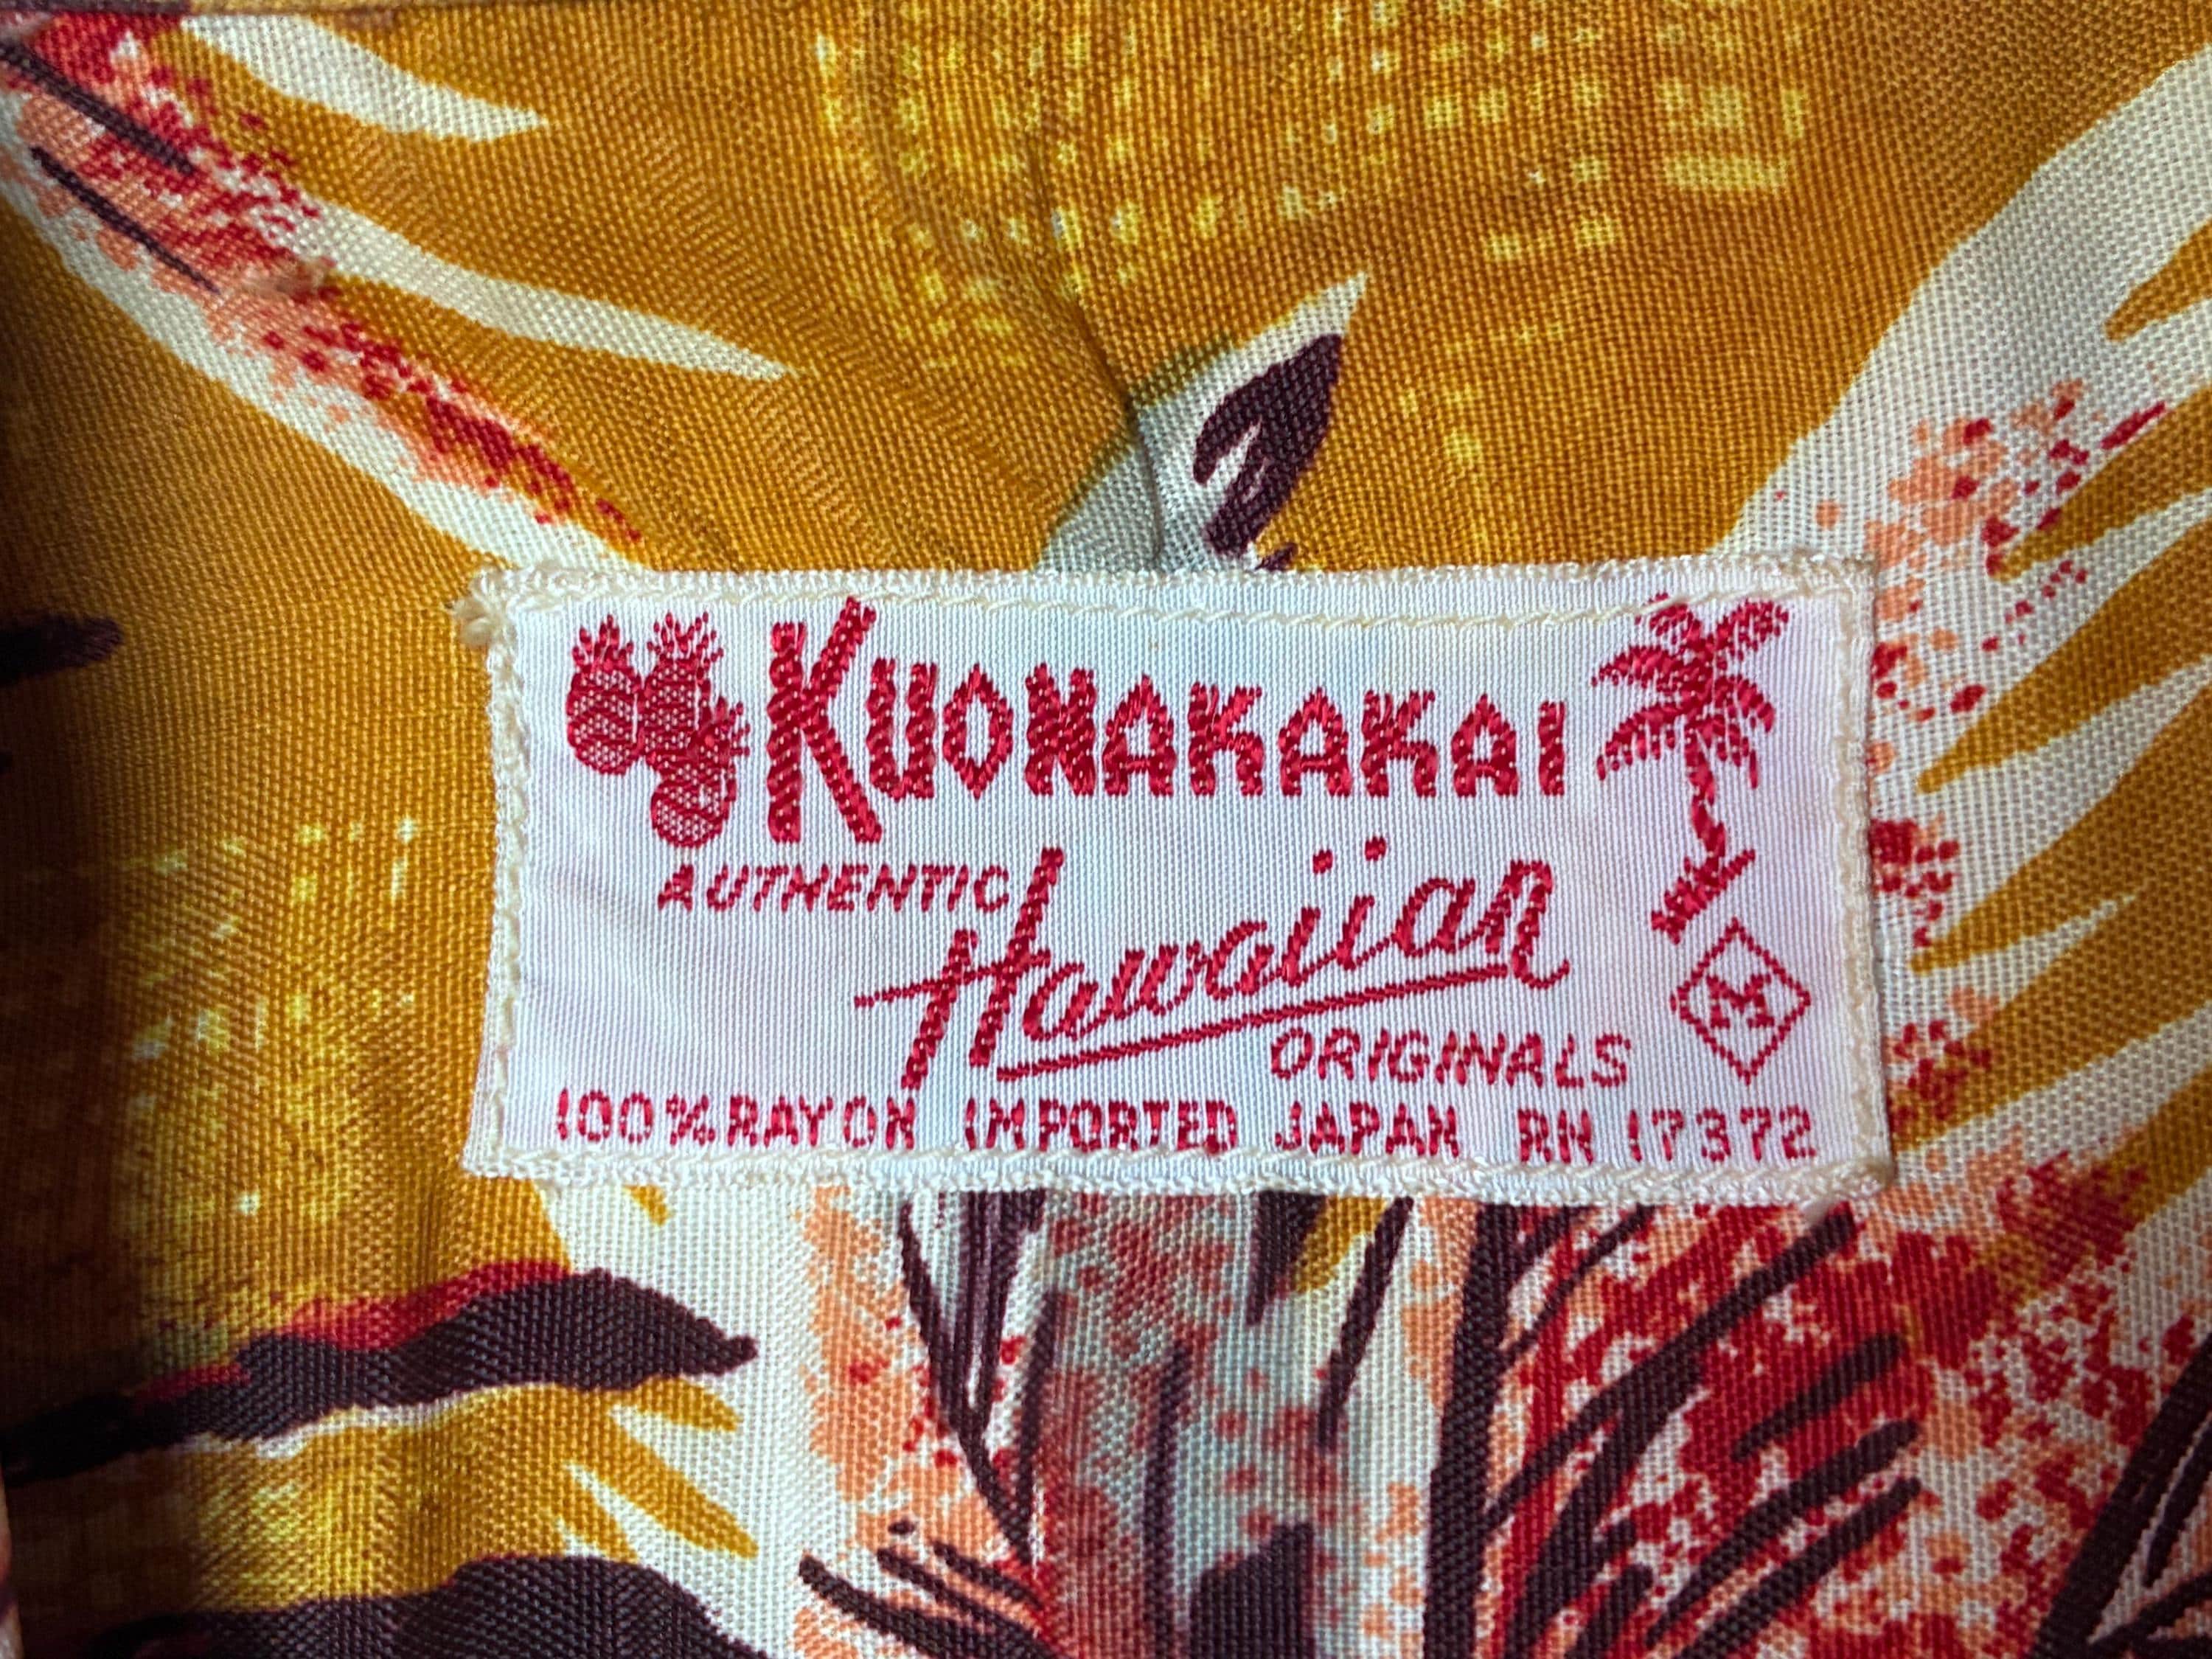 KUONAKAKAI
AUTHENTIC
Hawaiian
ORIGINALS
M
100% RAYON IMPORTED JAPAN RN 17372